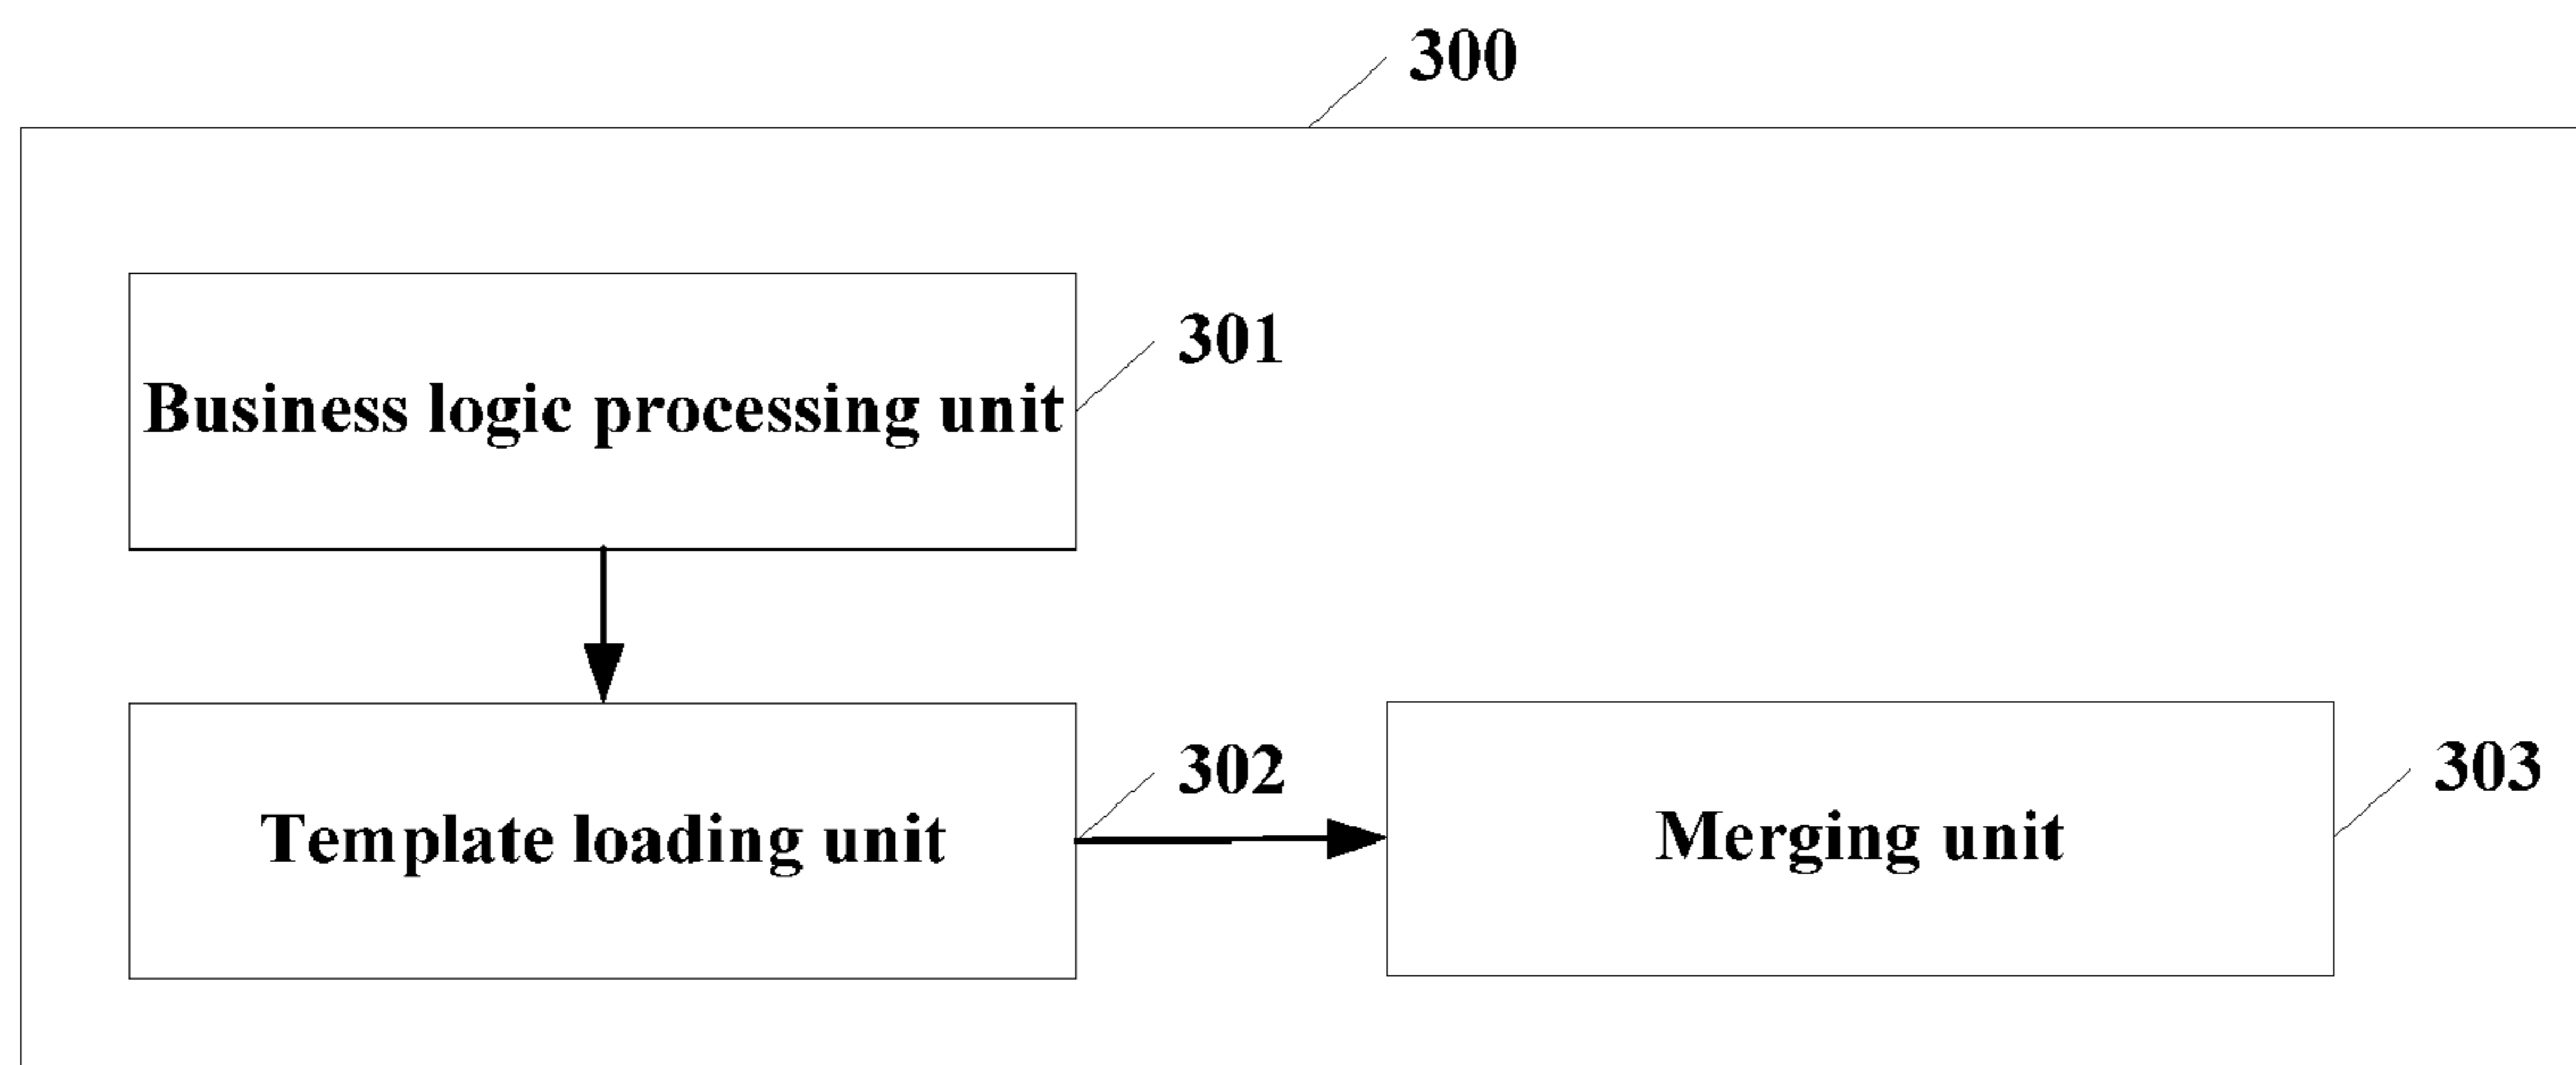 300
Business logic processing unit
301
Template loading unit
302
Merging unit
303